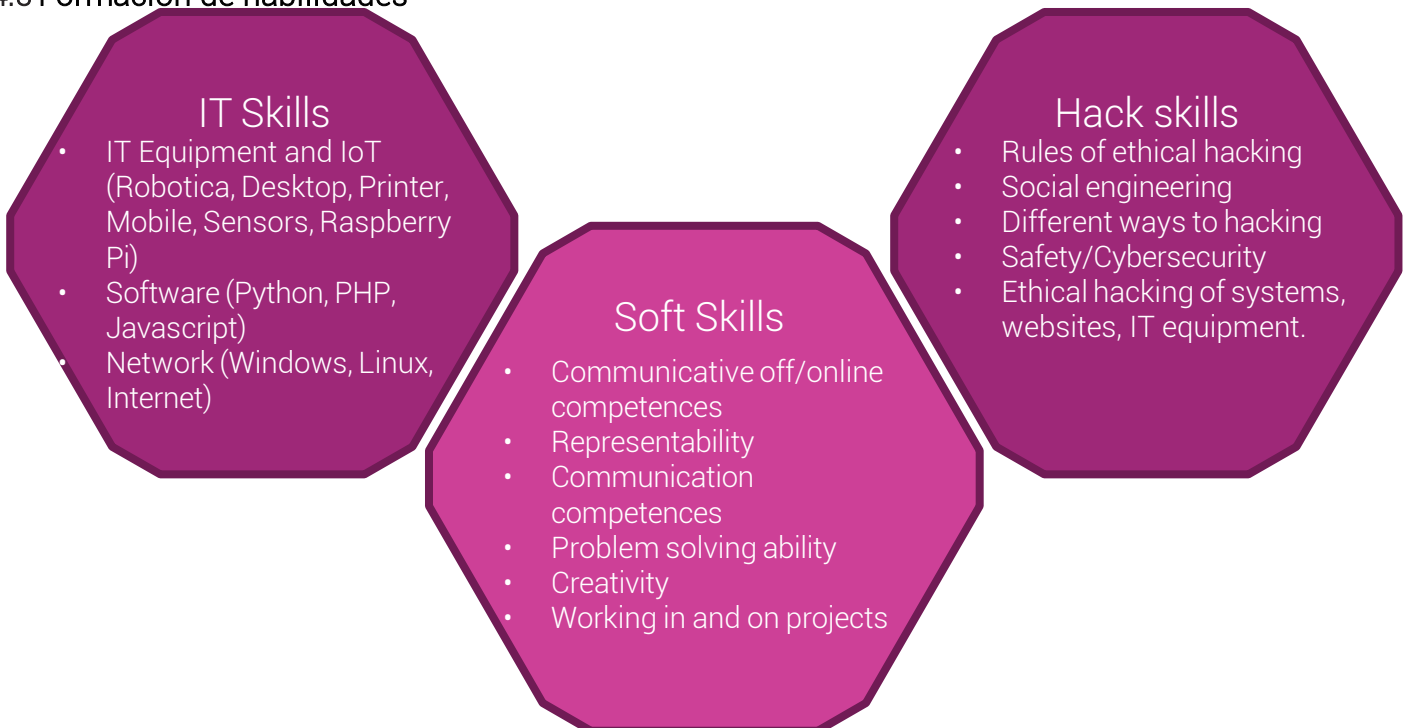 Formación de habilidades
IT Skills
• IT Equipment and IoT
(Robotica, Desktop, Printer,
Mobile, Sensors, Raspberry
Pi)
• Software (Python, PHP,
Javascript)
• Network (Windows, Linux,
Internet)
Soft Skills
• Communicative off/online
competences
• Representability
• Communication
competences
• Problem solving ability
• Creativity
• Working in and on projects
Hack skills
• Rules of ethical hacking
• Social engineering
• Different ways to hacking
• Safety/Cybersecurity
• Ethical hacking of systems,
websites, IT equipment.